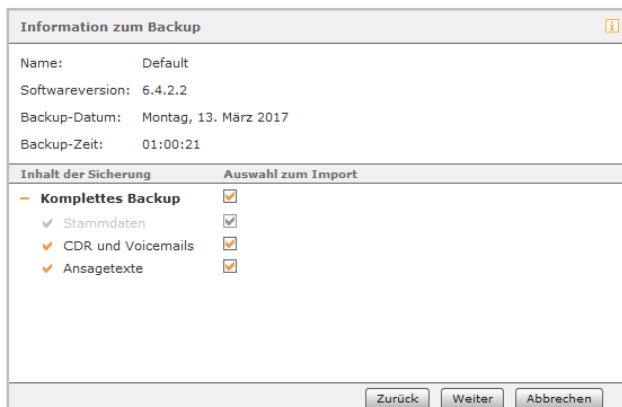 Information zum Backup
Name: Default
Softwareversion: 6.4.2.2
Backup-Datum: Montag, 13. März 2017
Backup-Zeit: 01:00:21
Inhalt der Sicherung Auswahl zum Import
Komplettes Backup
Stammdaten
CDR und Voicemails
Ansagetexte
Zurück Weiter Abbrechen